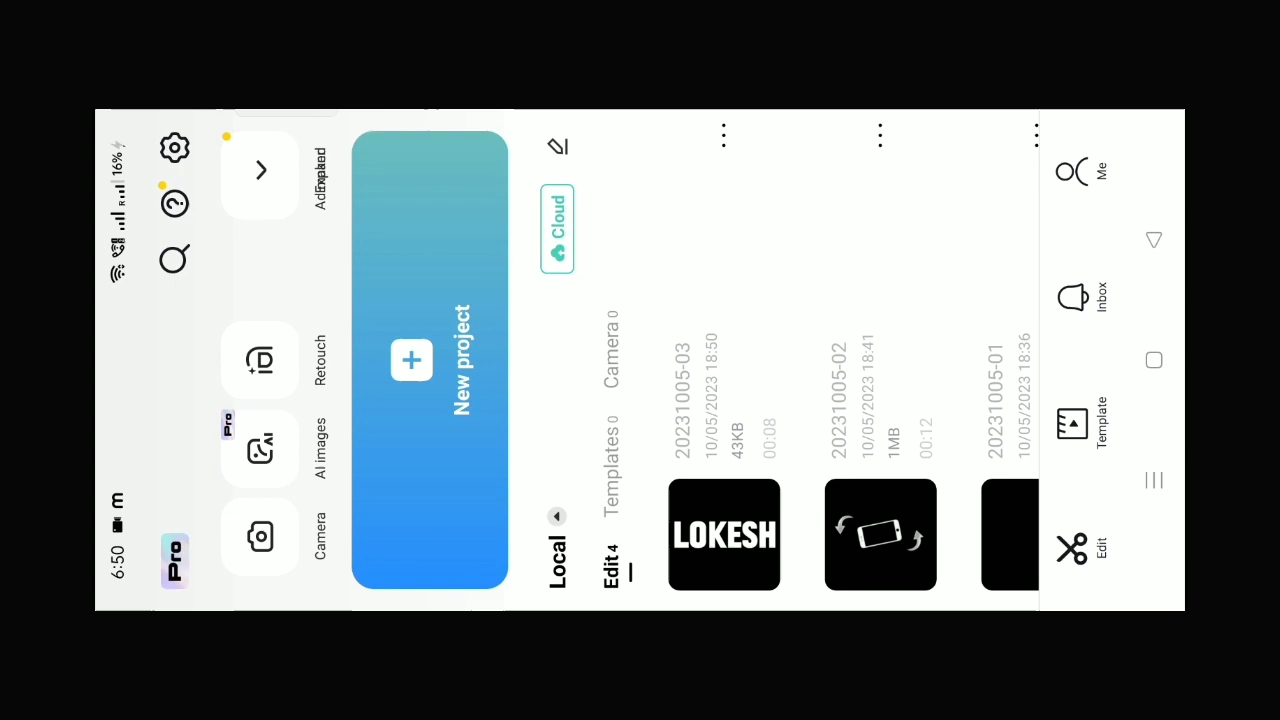 6:50 m 16%
Pro
Pro
Camera
AI images
Retouch
New project
Local
Cloud
Edit 4
Templates 0
Camera 0
LOKESH
20231005-03
10/05/2023 18:50
43KB
00:08
20231005-02
10/05/2023 18:41
1MB
00:12
20231005-01
10/05/2023 18:36
Edit
Template
Inbox
Me